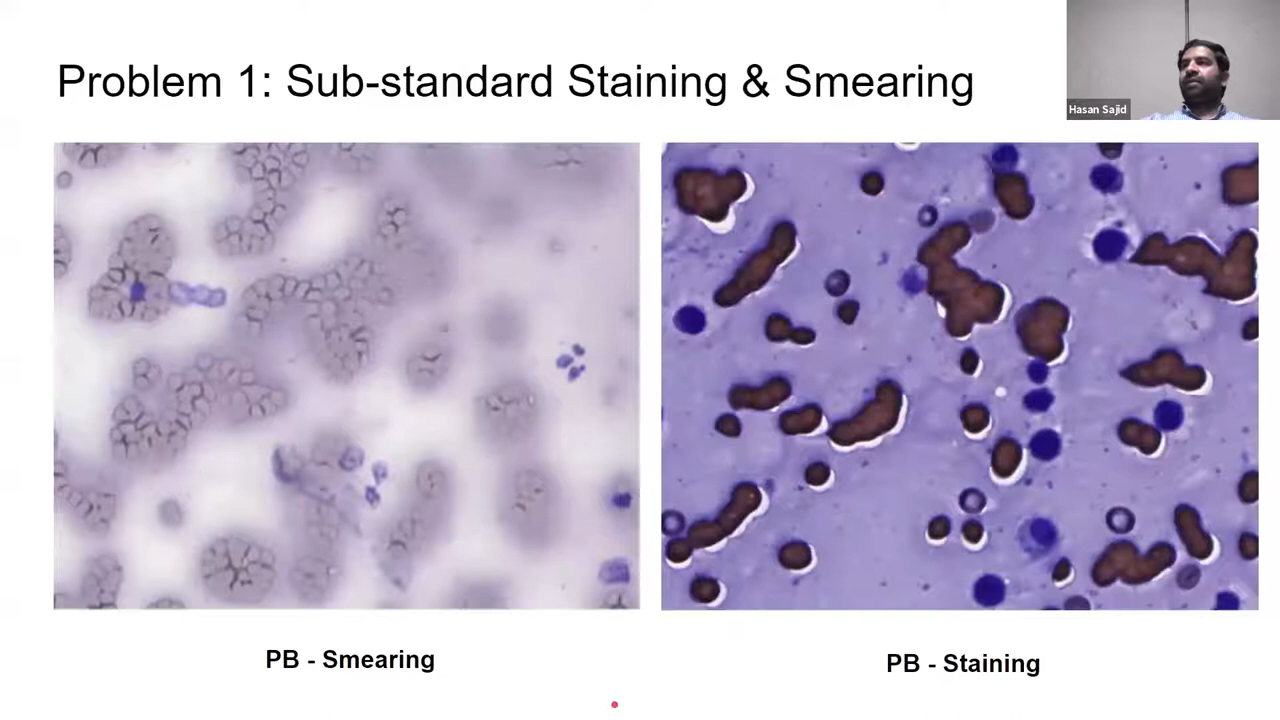 Problem 1: Sub-standard Staining & Smearing
Hasan Sajid
PB - Smearing
PB - Staining